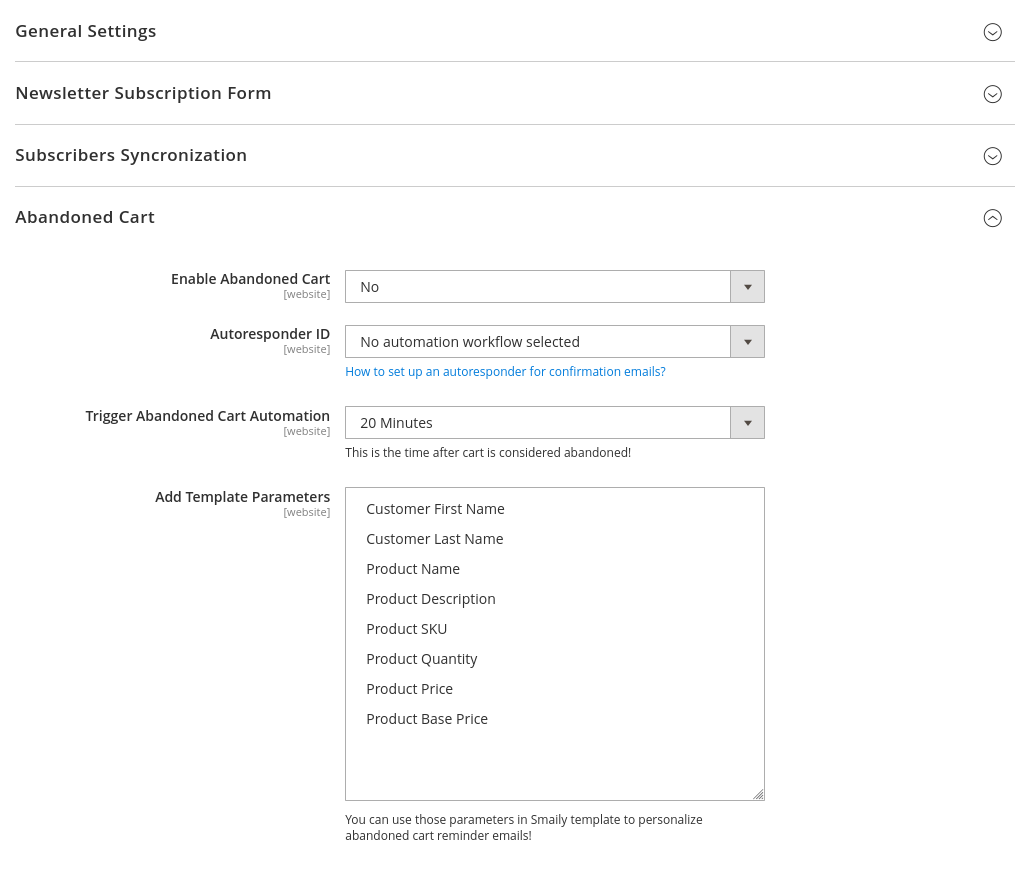 General Settings
Newsletter Subscription Form
Subscribers Syncronization
Abandoned Cart
Enable Abandoned Cart
[website]
No
Autoresponder ID
[website]
No automation workflow selected
How to set up an autoresponder for confirmation emails?
Trigger Abandoned Cart Automation
[website]
20 Minutes
This is the time after cart is considered abandoned!
Add Template Parameters
[website]
Customer First Name
Customer Last Name
Product Name
Product Description
Product SKU
Product Quantity
Product Price
Product Base Price
You can use those parameters in Smaily template to personalize
abandoned cart reminder emails!